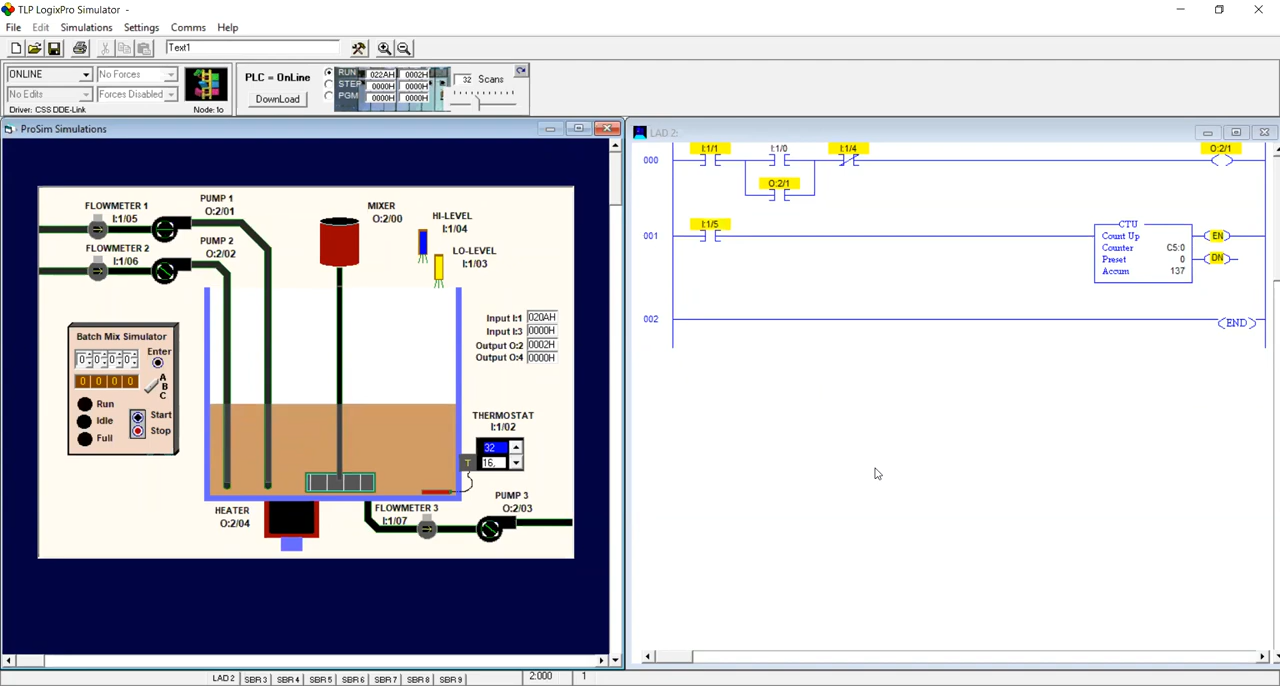 TLP LogixPro Simulator -
File Edit Simulations Settings Comms Help
Text1
ONLINE No Forces
No Edits Forces Disabled
Driver: CSS DDE-Link Node: 1o
PLC = OnLine
DownLoad
RUN 022AH 0002H
STEP 0000H 0000H
PGM 0000H 0000H
32 Scans
ProSim Simulations
FLOWMETER 1
I:1/05
PUMP 1
O:2/01
FLOWMETER 2
I:1/06
PUMP 2
O:2/02
MIXER
O:2/00
HI-LEVEL
I:1/04
LO-LEVEL
I:1/03
Input I:1 020AH
Input I:3 0000H
Output O:2 0002H
Output O:4 0000H
Batch Mix Simulator
0 0 0 0 Enter
0 0 0 0
A
B
C
Run
Idle
Full
Start
Stop
THERMOSTAT
I:1/02
32
16,
T
HEATER
O:2/04
FLOWMETER 3
I:1/07
PUMP 3
O:2/03
LAD 2:
000 I:1/1 I:1/0 I:1/4 O:2/1
O:2/1
001 I:1/5
CTU
Count Up
Counter C5:0
Preset 0
Accum 137
EN
DN
002 END
LAD 2 SBR 3 SBR 4 SBR 5 SBR 6 SBR 7 SBR 8 SBR 9 2:000 1